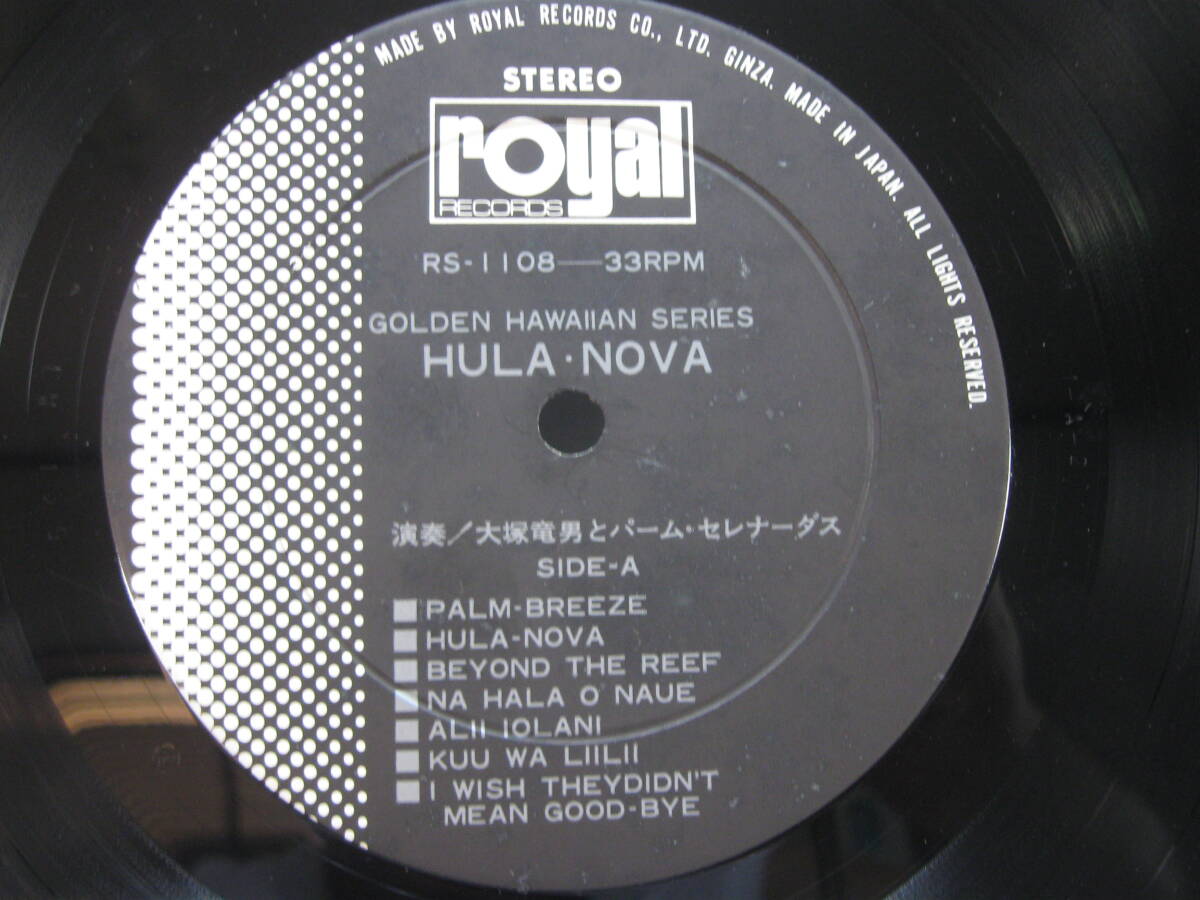 MADE BY ROYAL RECORDS CO., LTD. GINZA. MADE IN JAPAN. ALL LIGHTS RESERVED.
STEREO
royal
RECORDS
RS-1108—33RPM
GOLDEN HAWAIIAN SERIES
HULA·NOVA
演奏/大塚竜男とパーム・セレナーダス
SIDE-A
■PALM-BREEZE
■HULA-NOVA
■BEYOND THE REEF
■NA HALA O NAUE
■ALII IOLANI
■KUU WA LIILII
■I WISH THEYDIDN'T
MEAN GOOD-BYE